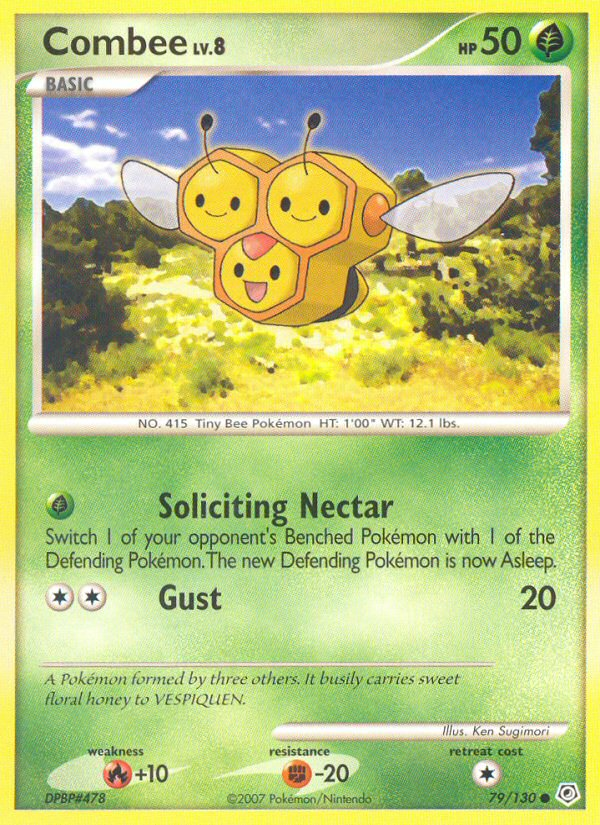 Combee LV.8 HP 50
BASIC
NO. 415 Tiny Bee Pokémon HT: 1'00" WT: 12.1 lbs.
Soliciting Nectar
Switch 1 of your opponent's Benched Pokémon with 1 of the
Defending Pokémon. The new Defending Pokémon is now Asleep.
Gust 20
A Pokémon formed by three others. It busily carries sweet
floral honey to VESPIQUEN.
Illus. Ken Sugimori
weakness resistance retreat cost
+10 -20
DPBP#478 ©2007 Pokémon/Nintendo 79/130